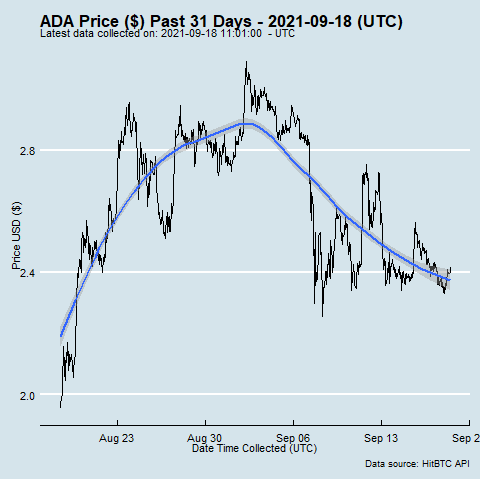 ADA Price ($) Past 31 Days - 2021-09-18 (UTC)
Latest data collected on: 2021-09-18 11:01:00 - UTC
Price USD ($)
2.8
2.4
2.0
Aug 23 Aug 30 Sep 06 Sep 13 Sep 2
Date Time Collected (UTC)
Data source: HitBTC API